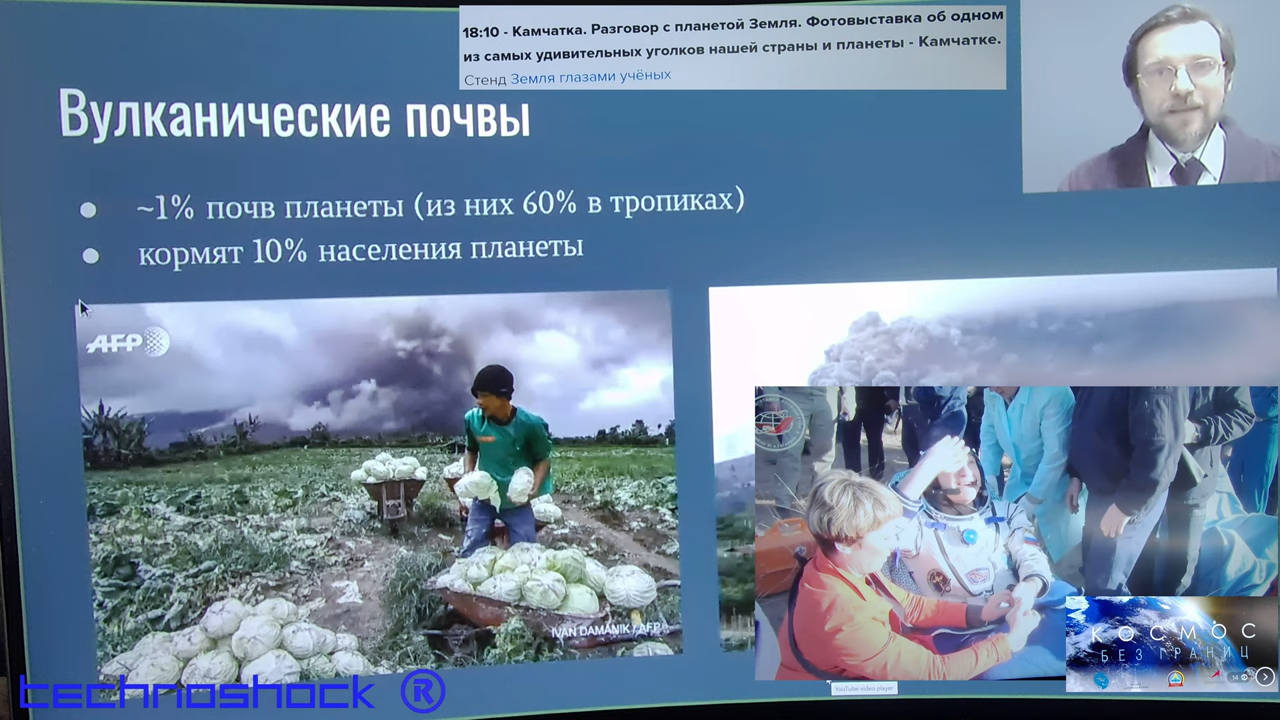 18:10 - Камчатка. Разговор с планетой Земля. Фотовыставка об одном
из самых удивительных уголков нашей страны и планеты - Камчатке.
Стенд Земля глазами учёных
Вулканические почвы
● ~1% почв планеты (из них 60% в тропиках)
● кормят 10% населения планеты
AFP
IVAN DAMANIK / AFP
КОСМОС
БЕЗ ГРАНИЦ
14
YouTube video player
technoshock ®